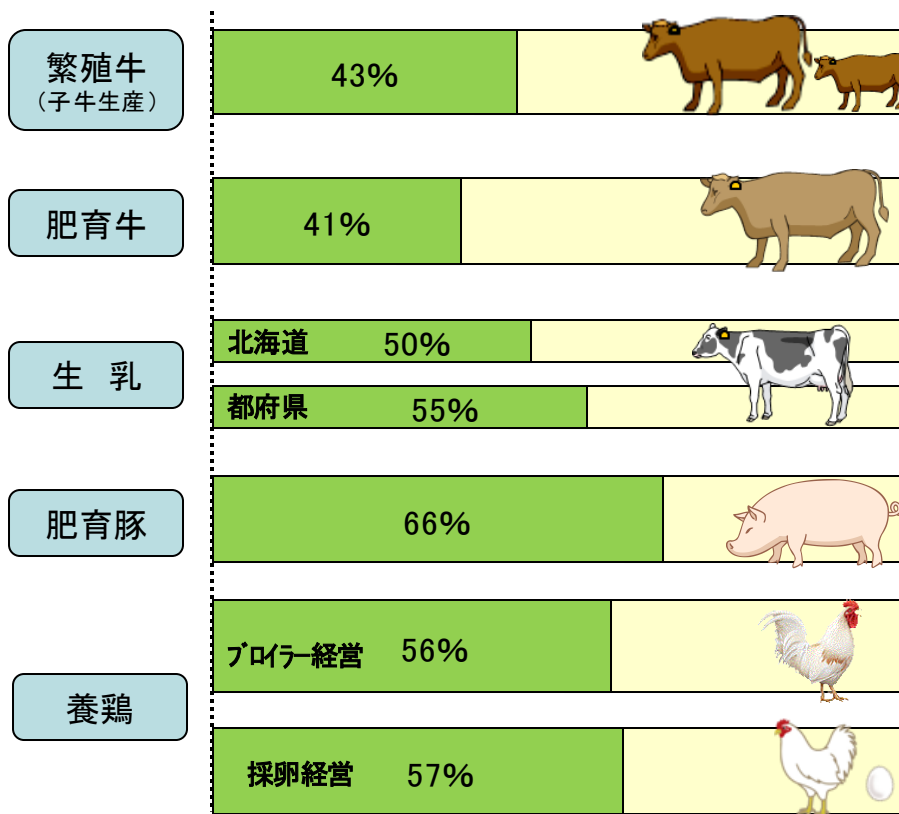 繁殖牛
（子牛生産）
43%
肥育牛
41%
生 乳
北海道 50%
都府県 55%
肥育豚
66%
養鶏
ブロイラー経営 56%
採卵経営 57%